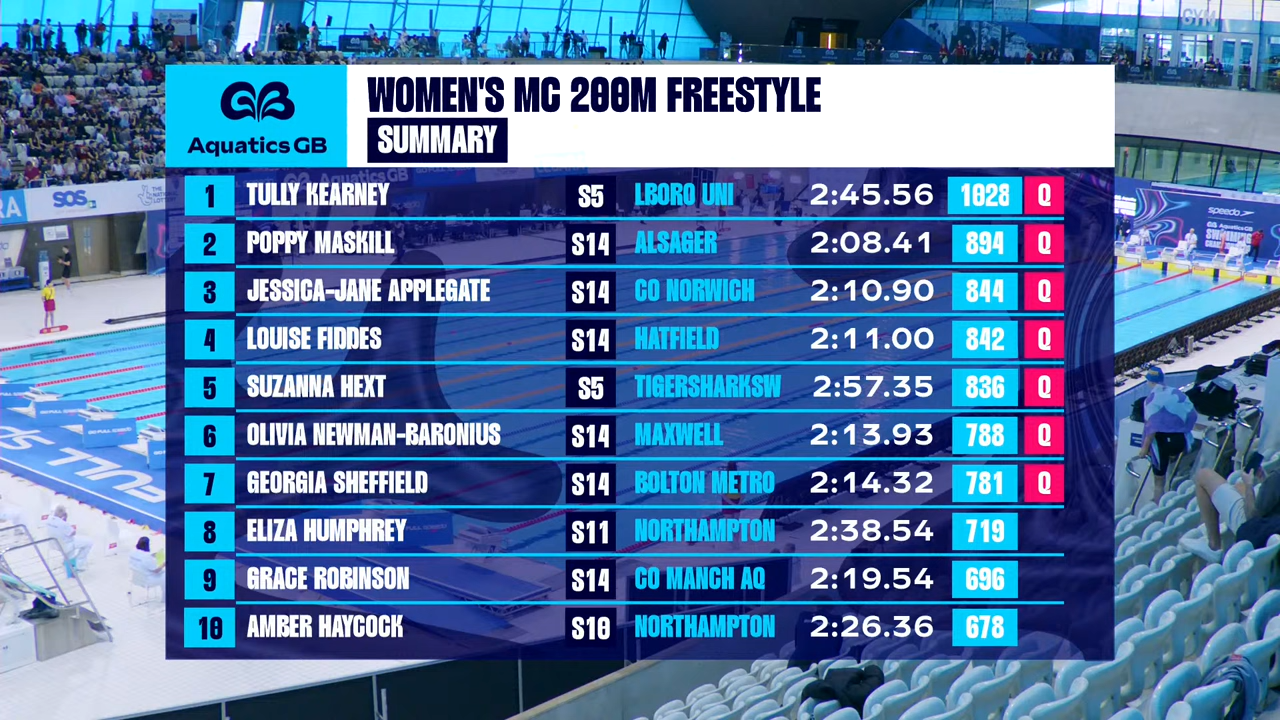 GYM
Aquatics GB
WOMEN'S MC 200M FREESTYLE
SUMMARY
1 TULLY KEARNEY S5 LBORO UNI 2:45.56 1028 Q
2 POPPY MASKILL S14 ALSAGER 2:08.41 894 Q
3 JESSICA-JANE APPLEGATE S14 CO NORWICH 2:10.90 844 Q
4 LOUISE FIDDES S14 HATFIELD 2:11.00 842 Q
5 SUZANNA HEXT S5 TIGERSHARKSW 2:57.35 836 Q
6 OLIVIA NEWMAN-BARONIUS S14 MAXWELL 2:13.93 788 Q
7 GEORGIA SHEFFIELD S14 BOLTON METRO 2:14.32 781 Q
8 ELIZA HUMPHREY S11 NORTHAMPTON 2:38.54 719
9 GRACE ROBINSON S14 CO MANCH AQ 2:19.54 696
10 AMBER HAYCOCK S10 NORTHAMPTON 2:26.36 678
SOS
speedo